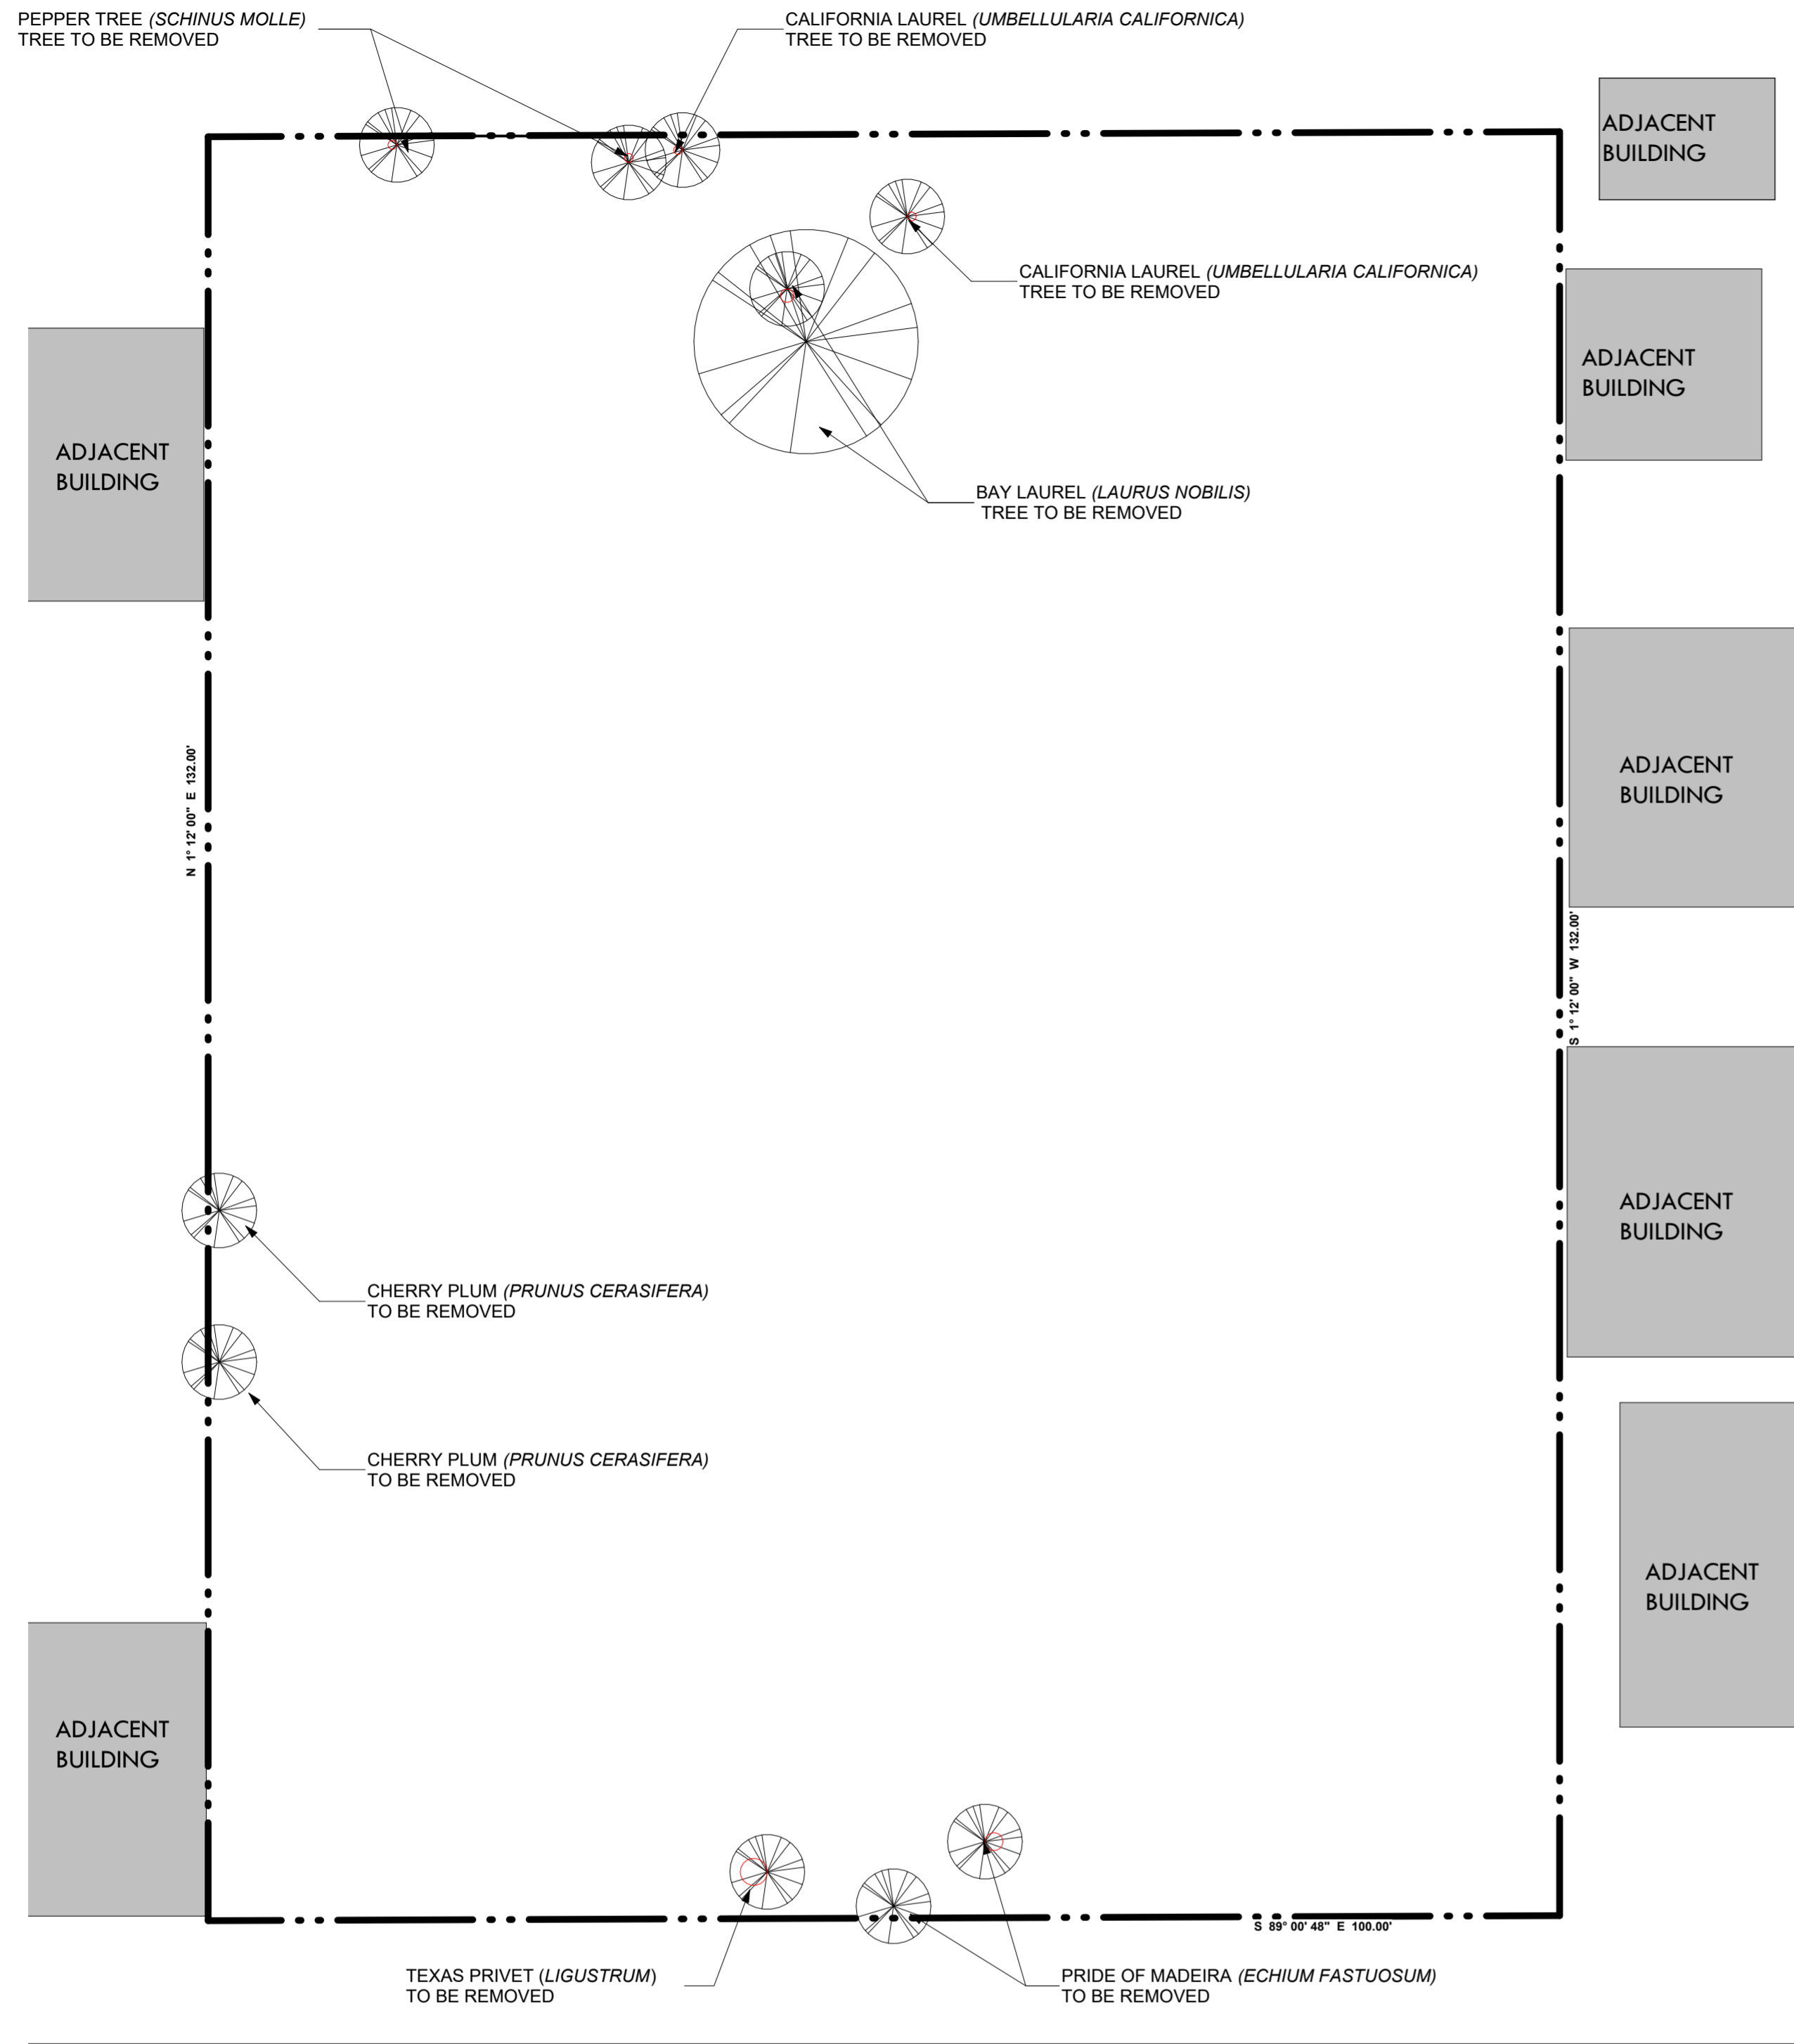 PEPPER TREE (SCHINUS MOLLE)
TREE TO BE REMOVED
CALIFORNIA LAUREL (UMBELLULARIA CALIFORNICA)
TREE TO BE REMOVED
ADJACENT
BUILDING
CALIFORNIA LAUREL (UMBELLULARIA CALIFORNICA)
TREE TO BE REMOVED
ADJACENT
BUILDING
ADJACENT
BUILDING
BAY LAUREL (LAURUS NOBILIS)
TREE TO BE REMOVED
N 1° 12' 00" E 132.00'
ADJACENT
BUILDING
S 1° 12' 00" W 132.00'
ADJACENT
BUILDING
CHERRY PLUM (PRUNUS CERASIFERA)
TO BE REMOVED
CHERRY PLUM (PRUNUS CERASIFERA)
TO BE REMOVED
ADJACENT
BUILDING
ADJACENT
BUILDING
S 89° 00' 48" E 100.00'
TEXAS PRIVET (LIGUSTRUM)
TO BE REMOVED
PRIDE OF MADEIRA (ECHIUM FASTUOSUM)
TO BE REMOVED